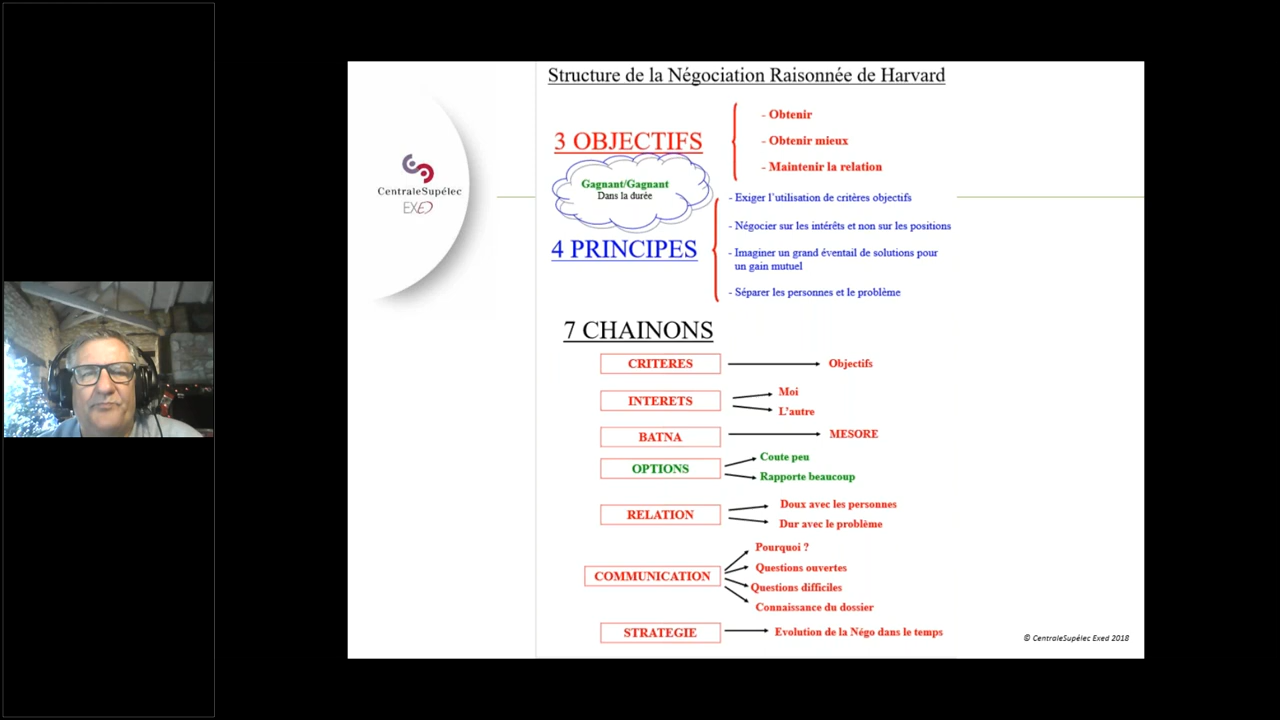 Structure de la Négociation Raisonnée de Harvard
3 OBJECTIFS
- Obtenir
- Obtenir mieux
- Maintenir la relation
Gagnant/Gagnant
Dans la durée
CentraleSupélec
EXED
4 PRINCIPES
- Exiger l'utilisation de critères objectifs
- Négocier sur les intérêts et non sur les positions
- Imaginer un grand éventail de solutions pour
un gain mutuel
- Séparer les personnes et le problème
7 CHAINONS
CRITERES
Objectifs
INTERETS
Moi
L'autre
BATNA
MESORE
OPTIONS
Coute peu
Rapporte beaucoup
RELATION
Doux avec les personnes
Dur avec le problème
COMMUNICATION
Pourquoi ?
Questions ouvertes
Questions difficiles
Connaissance du dossier
STRATEGIE
Evolution de la Négo dans le temps
© CentraleSupélec Exed 2018